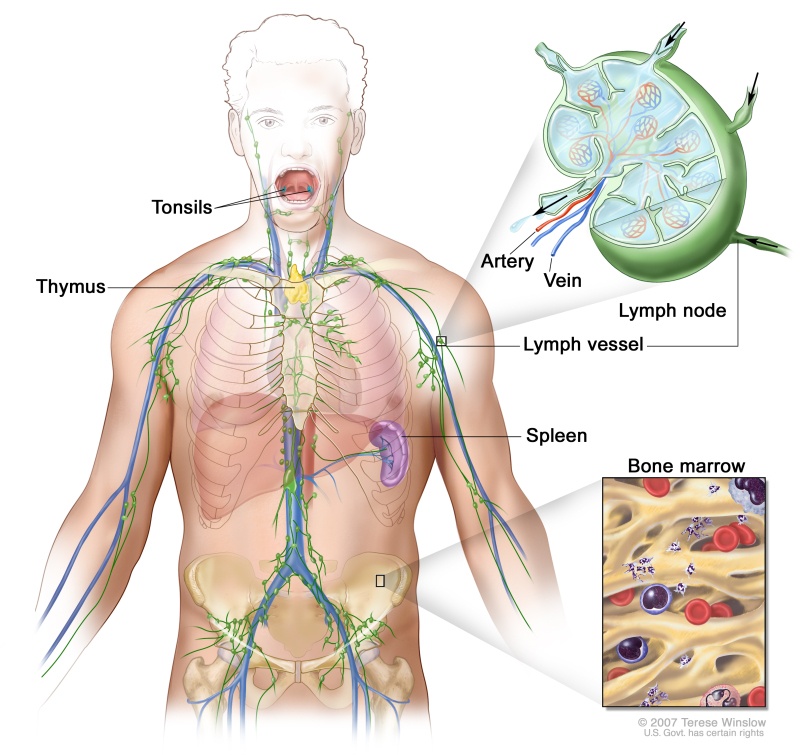 Tonsils
Thymus
Artery
Vein
Lymph node
Lymph vessel
Spleen
Bone marrow
© 2007 Terese Winslow
U.S. Govt. has certain rights